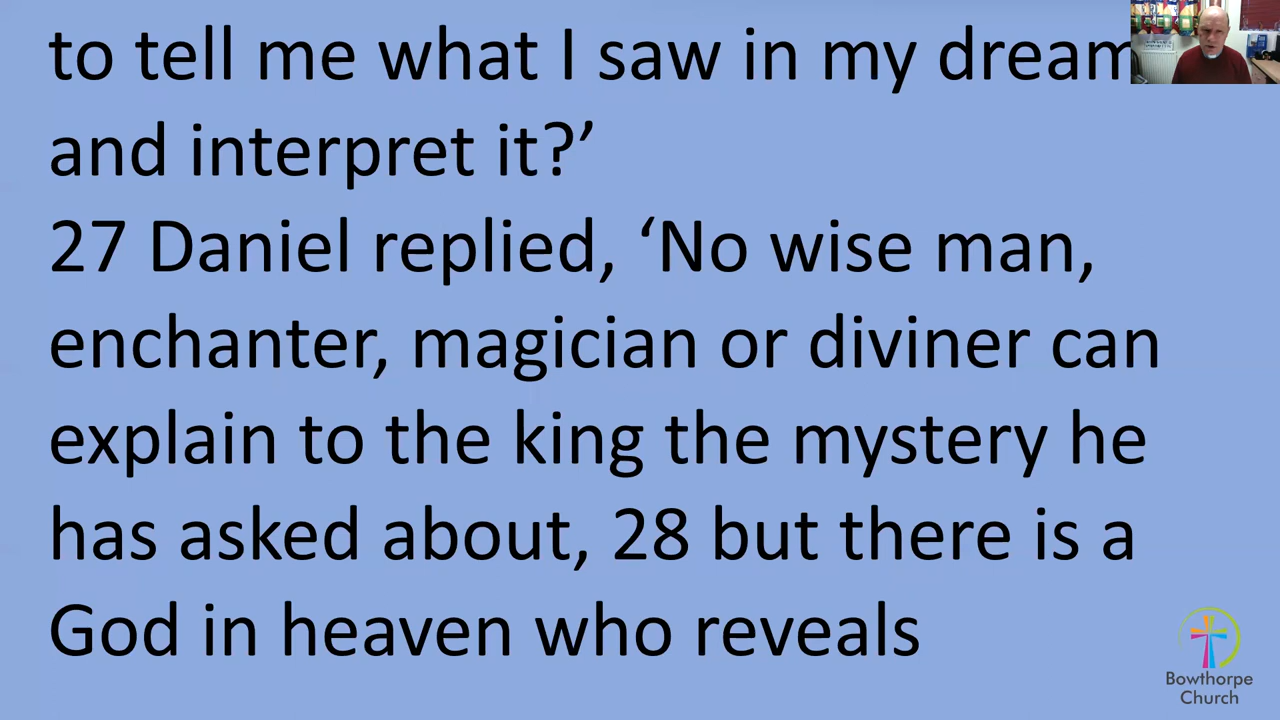 to tell me what I saw in my dream
and interpret it?’
27 Daniel replied, ‘No wise man,
enchanter, magician or diviner can
explain to the king the mystery he
has asked about, 28 but there is a
God in heaven who reveals
Bowthorpe
Church